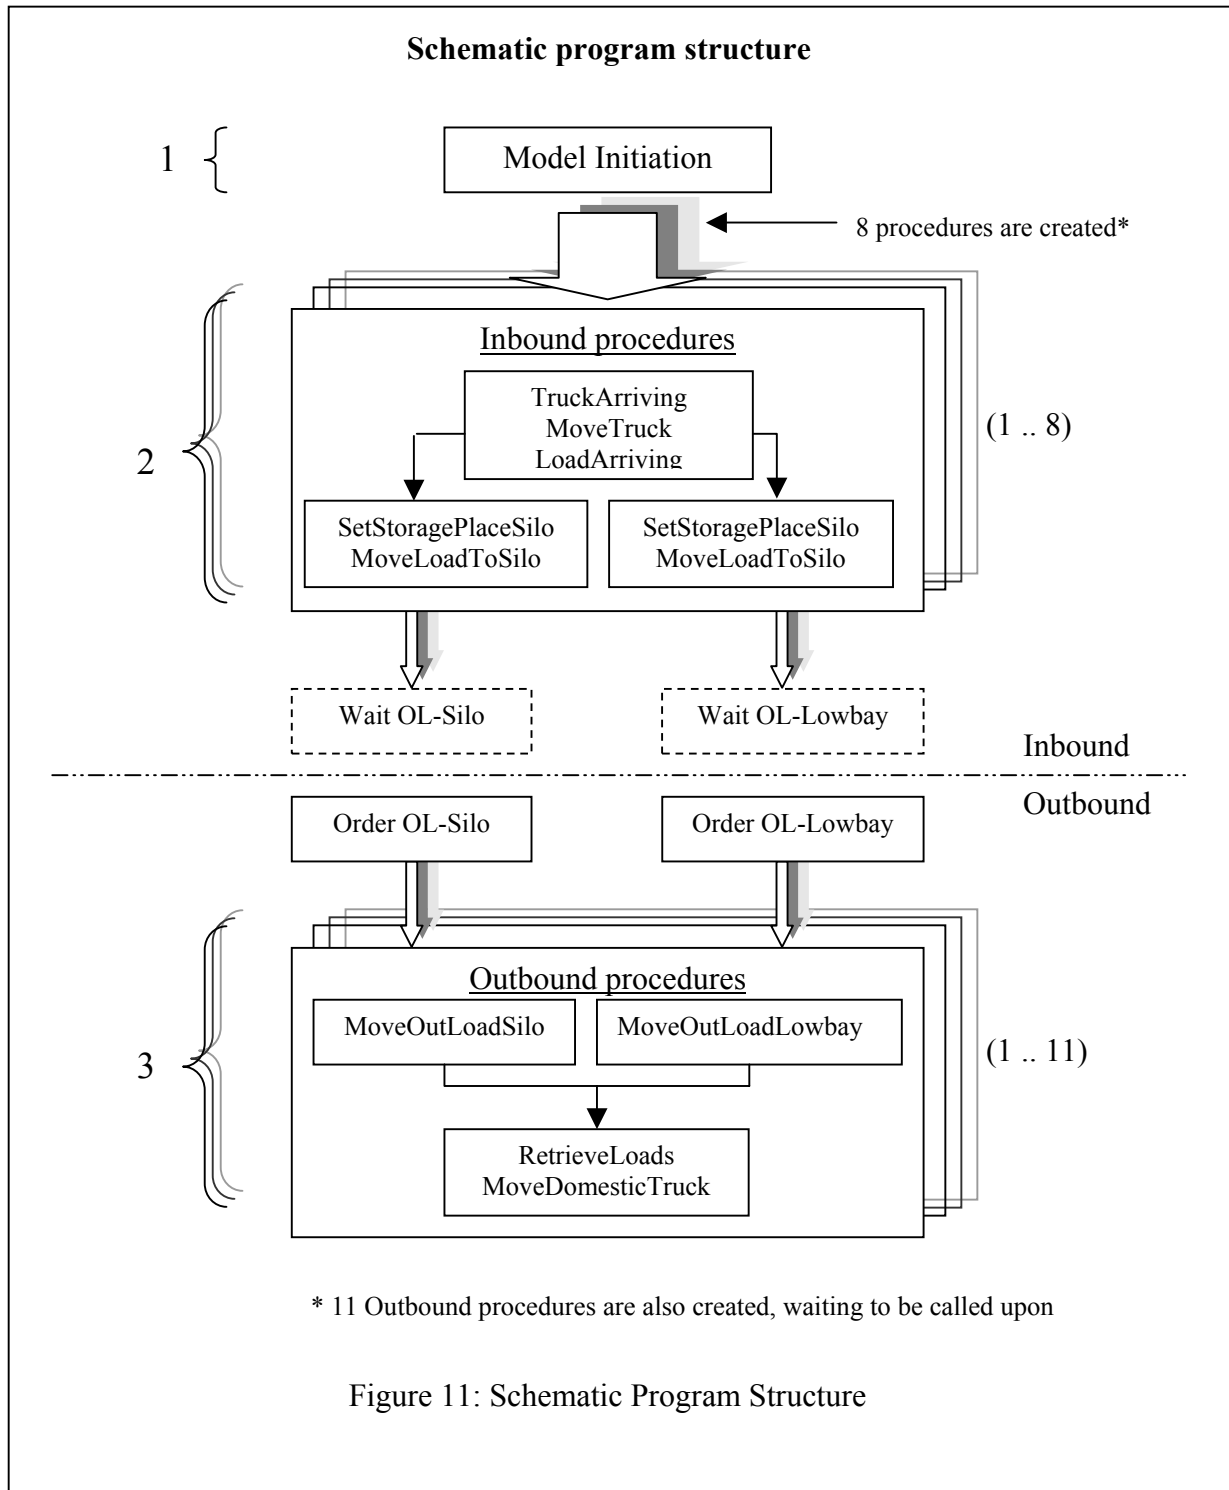 Schematic program structure
1
Model Initiation
8 procedures are created*
2
Inbound procedures
TruckArriving
MoveTruck
LoadArriving
(1 .. 8)
SetStoragePlaceSilo
MoveLoadToSilo
SetStoragePlaceSilo
MoveLoadToSilo
Wait OL-Silo
Wait OL-Lowbay
Inbound
Outbound
Order OL-Silo
Order OL-Lowbay
3
Outbound procedures
MoveOutLoadSilo
MoveOutLoadLowbay
(1 .. 11)
RetrieveLoads
MoveDomesticTruck
* 11 Outbound procedures are also created, waiting to be called upon
Figure 11: Schematic Program Structure